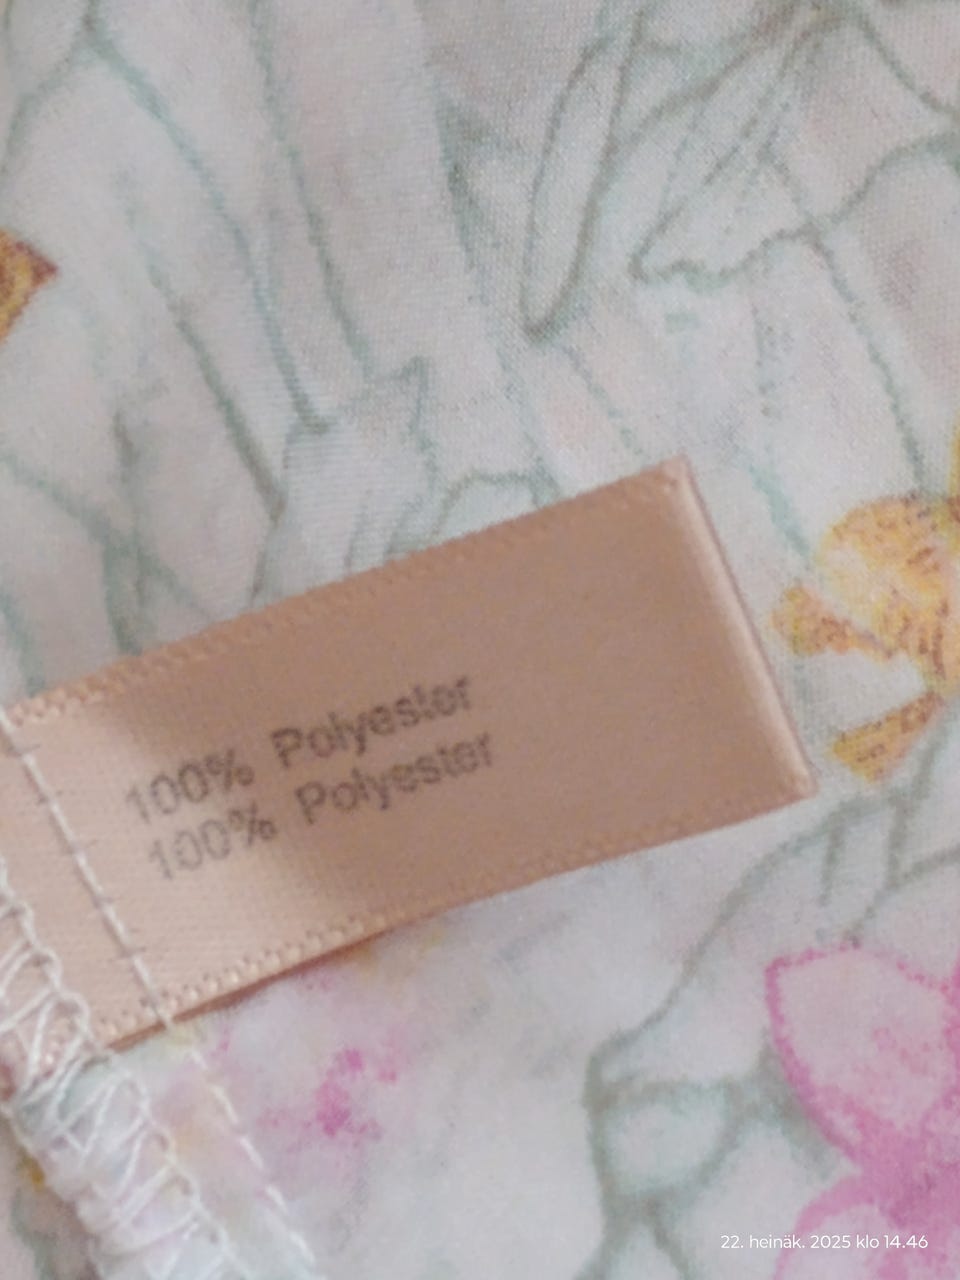 100% Polyester
100% Polyester
22. heinäk. 2025 klo 14.46